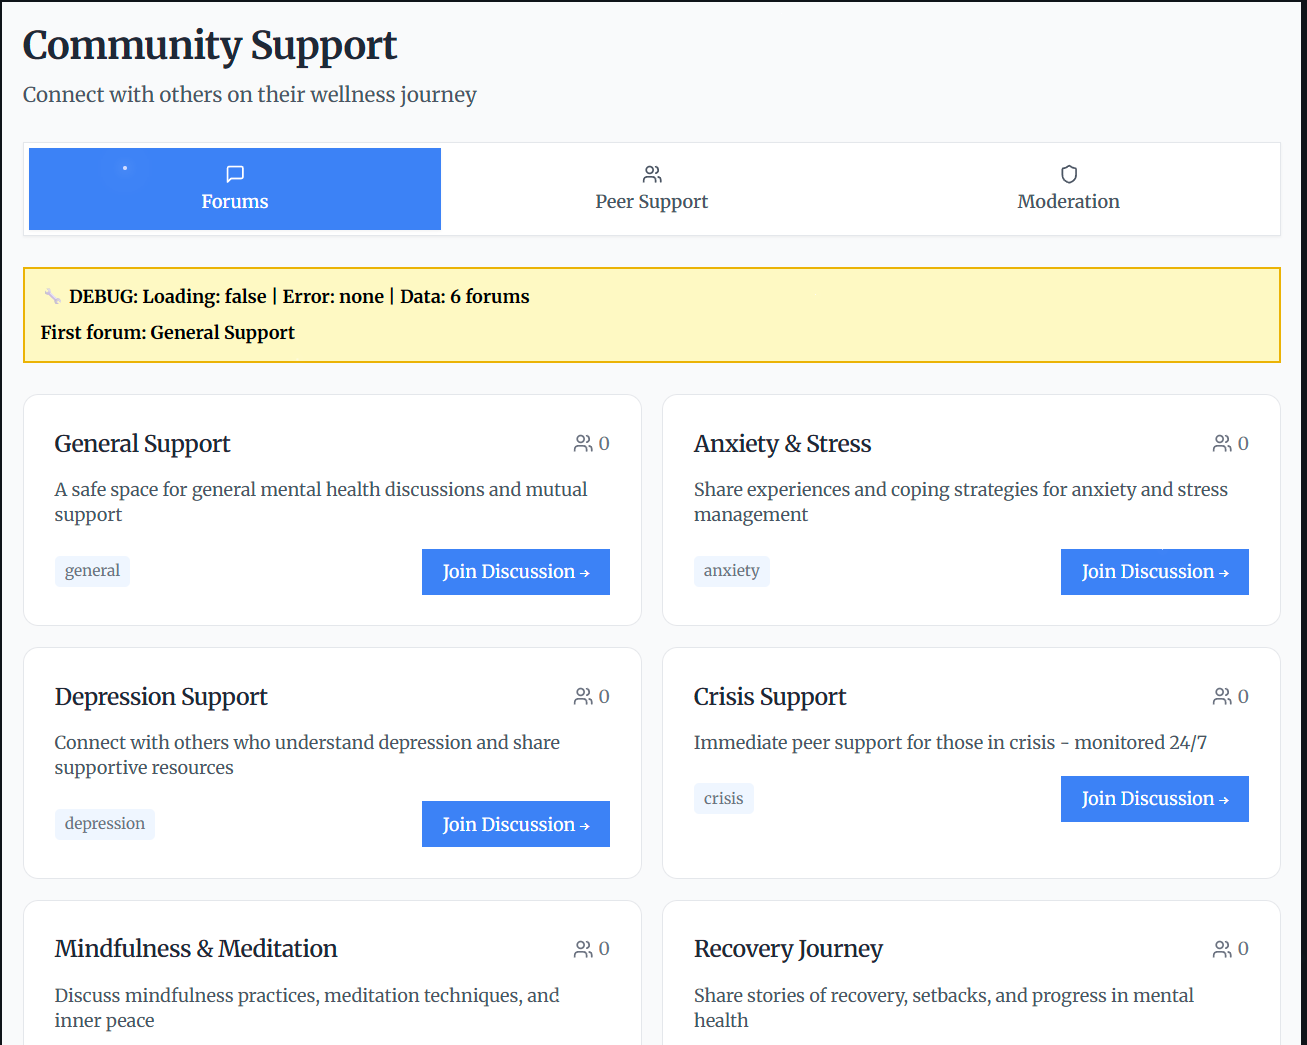 Community Support
Connect with others on their wellness journey
Forums
Peer Support
Moderation
🔧 DEBUG: Loading: false | Error: none | Data: 6 forums
First forum: General Support
General Support
0
A safe space for general mental health discussions and mutual
support
general
Join Discussion →
Anxiety & Stress
0
Share experiences and coping strategies for anxiety and stress
management
anxiety
Join Discussion →
Depression Support
0
Connect with others who understand depression and share
supportive resources
depression
Join Discussion →
Crisis Support
0
Immediate peer support for those in crisis - monitored 24/7
crisis
Join Discussion →
Mindfulness & Meditation
0
Discuss mindfulness practices, meditation techniques, and
inner peace
Recovery Journey
0
Share stories of recovery, setbacks, and progress in mental
health